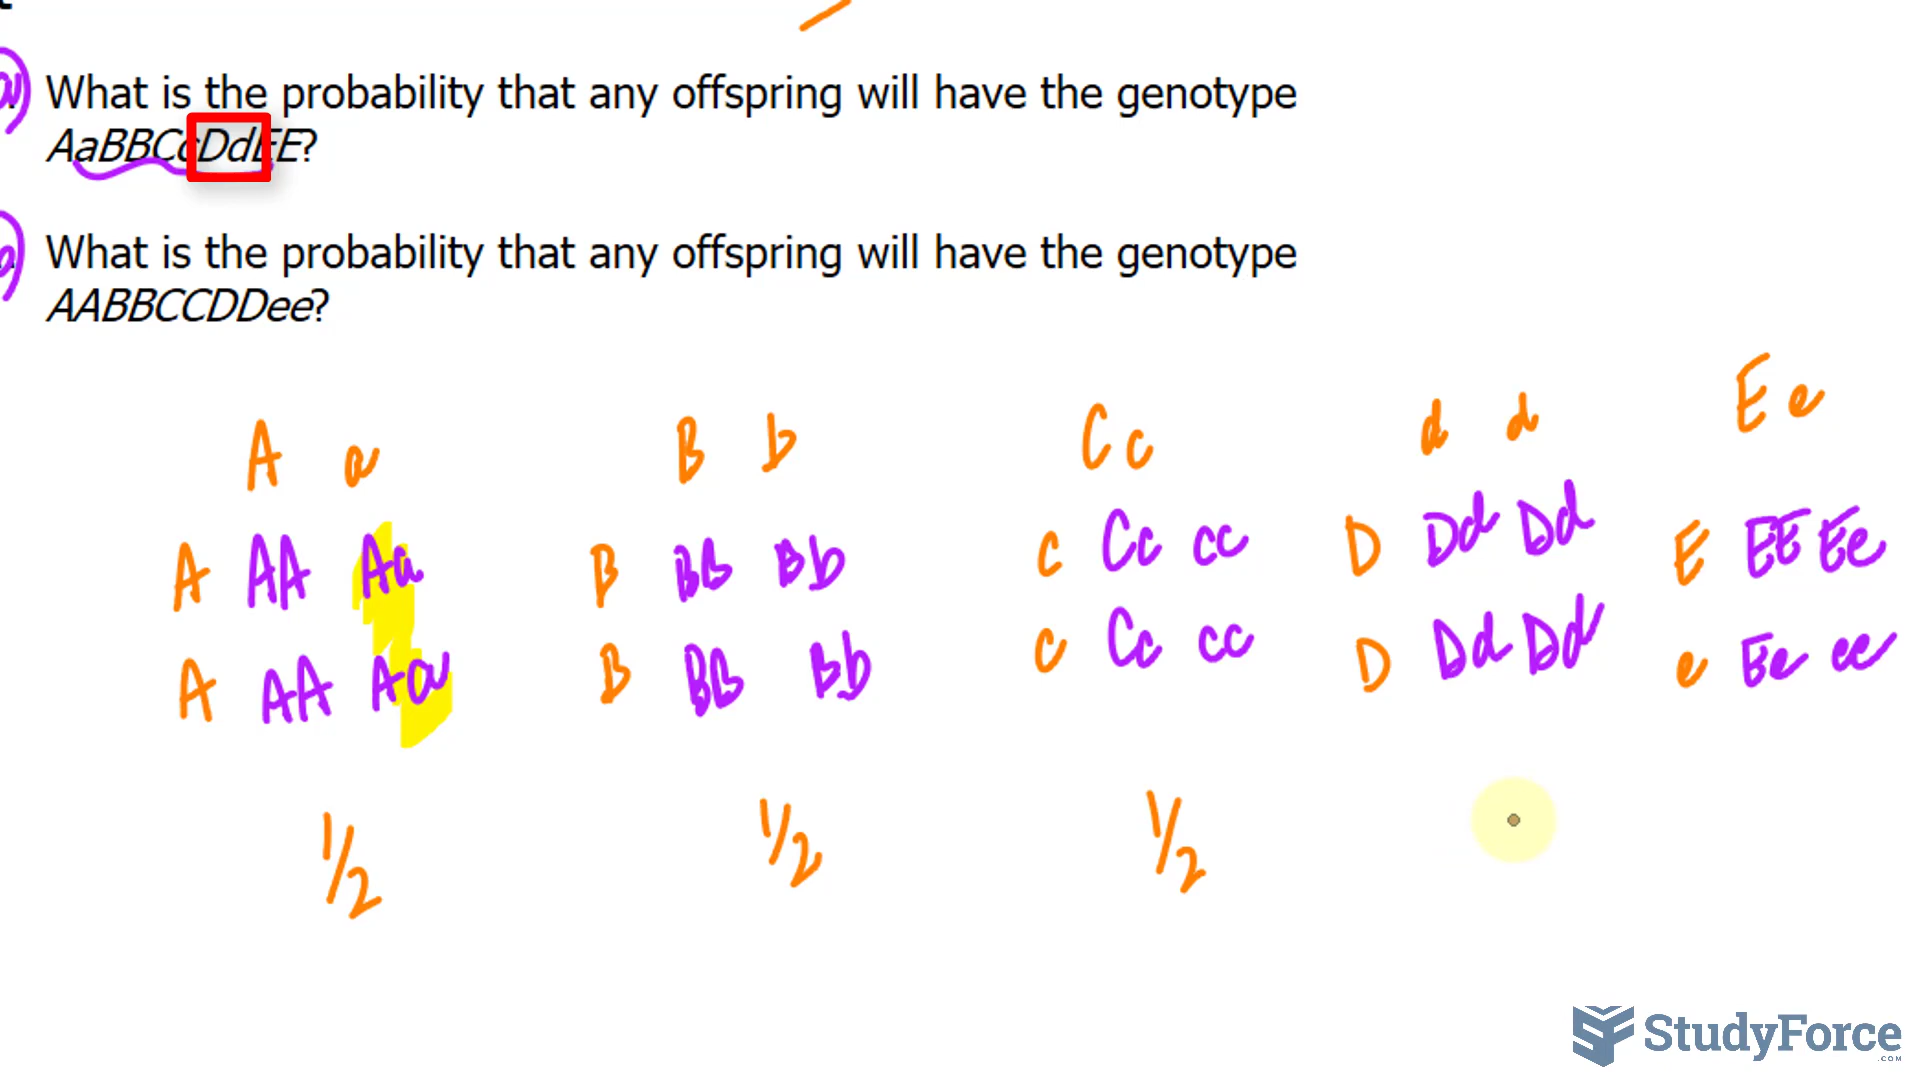 a)
What is the probability that any offspring will have the genotype
AaBBCcDdEE?
What is the probability that any offspring will have the genotype
AABBCCDDee?
A a B b C c d d E e
A AA Aa B BB Bb c Cc cc D Dd Dd E EE Ee
A AA Aa B BB Bb c Cc cc D Dd Dd e Ee ee
1/2 1/2 1/2
StudyForce
.COM